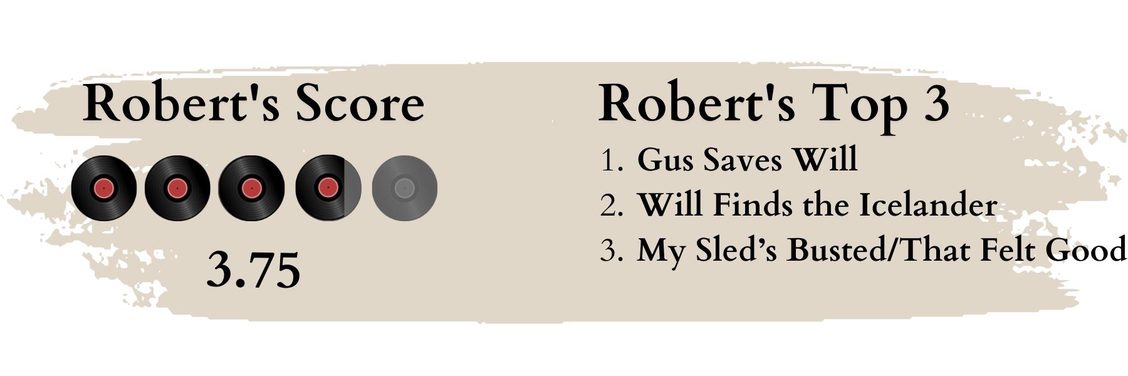 Robert's Score
3.75
Robert's Top 3
1. Gus Saves Will
2. Will Finds the Icelander
3. My Sled’s Busted/That Felt Good